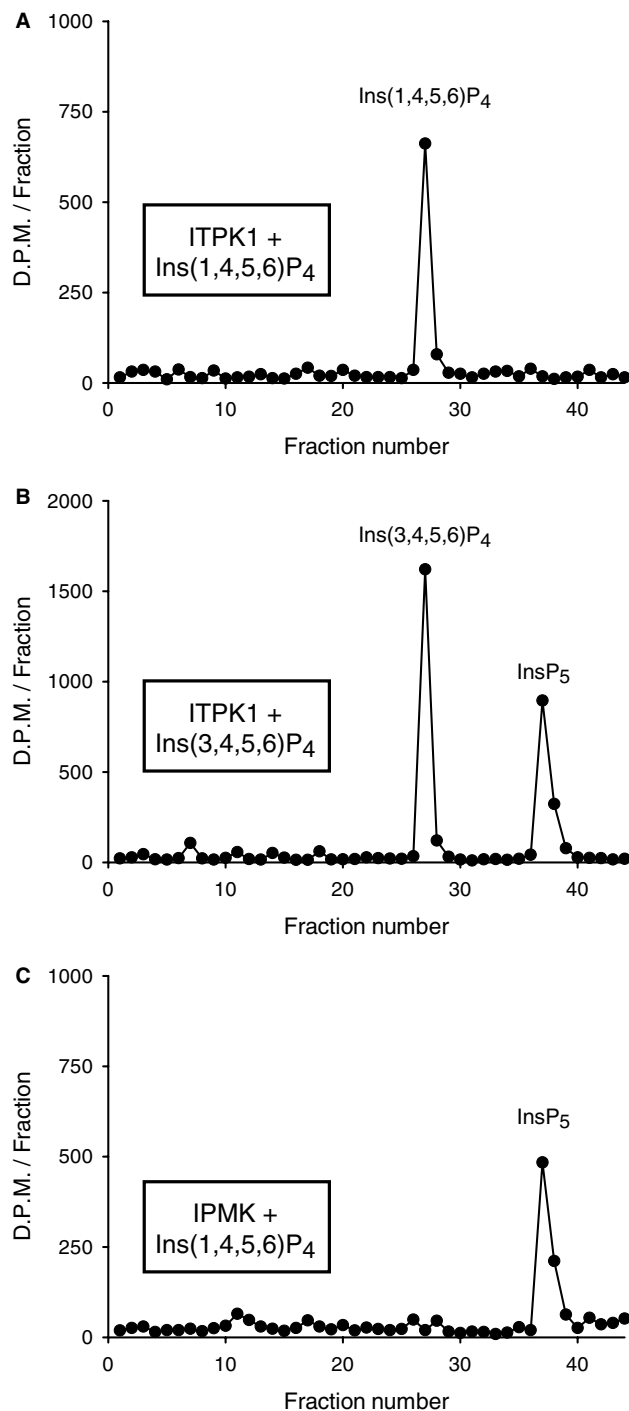 A
1000
750
500
250
0
D.P.M. / Fraction
Ins(1,4,5,6)P4
ITPK1 +
Ins(1,4,5,6)P4
0 10 20 30 40
Fraction number
B
2000
1500
1000
500
0
D.P.M. / Fraction
Ins(3,4,5,6)P4
InsP5
ITPK1 +
Ins(3,4,5,6)P4
0 10 20 30 40
Fraction number
C
1000
750
500
250
0
D.P.M. / Fraction
InsP5
IPMK +
Ins(1,4,5,6)P4
0 10 20 30 40
Fraction number